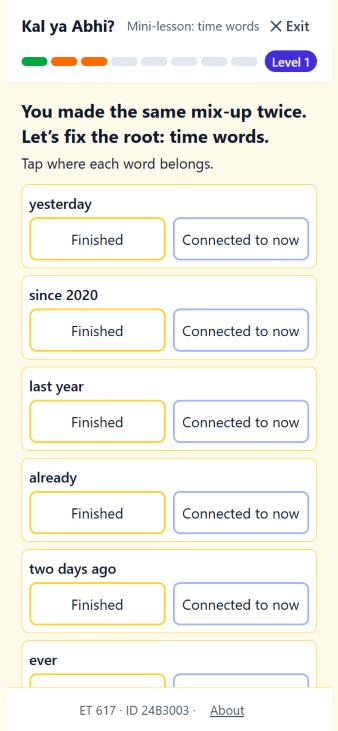 Kal ya Abhi? Mini-lesson: time words ✕ Exit
Level 1
You made the same mix-up twice.
Let's fix the root: time words.
Tap where each word belongs.
yesterday
Finished Connected to now
since 2020
Finished Connected to now
last year
Finished Connected to now
already
Finished Connected to now
two days ago
Finished Connected to now
ever
ET 617 · ID 24B3003 · About